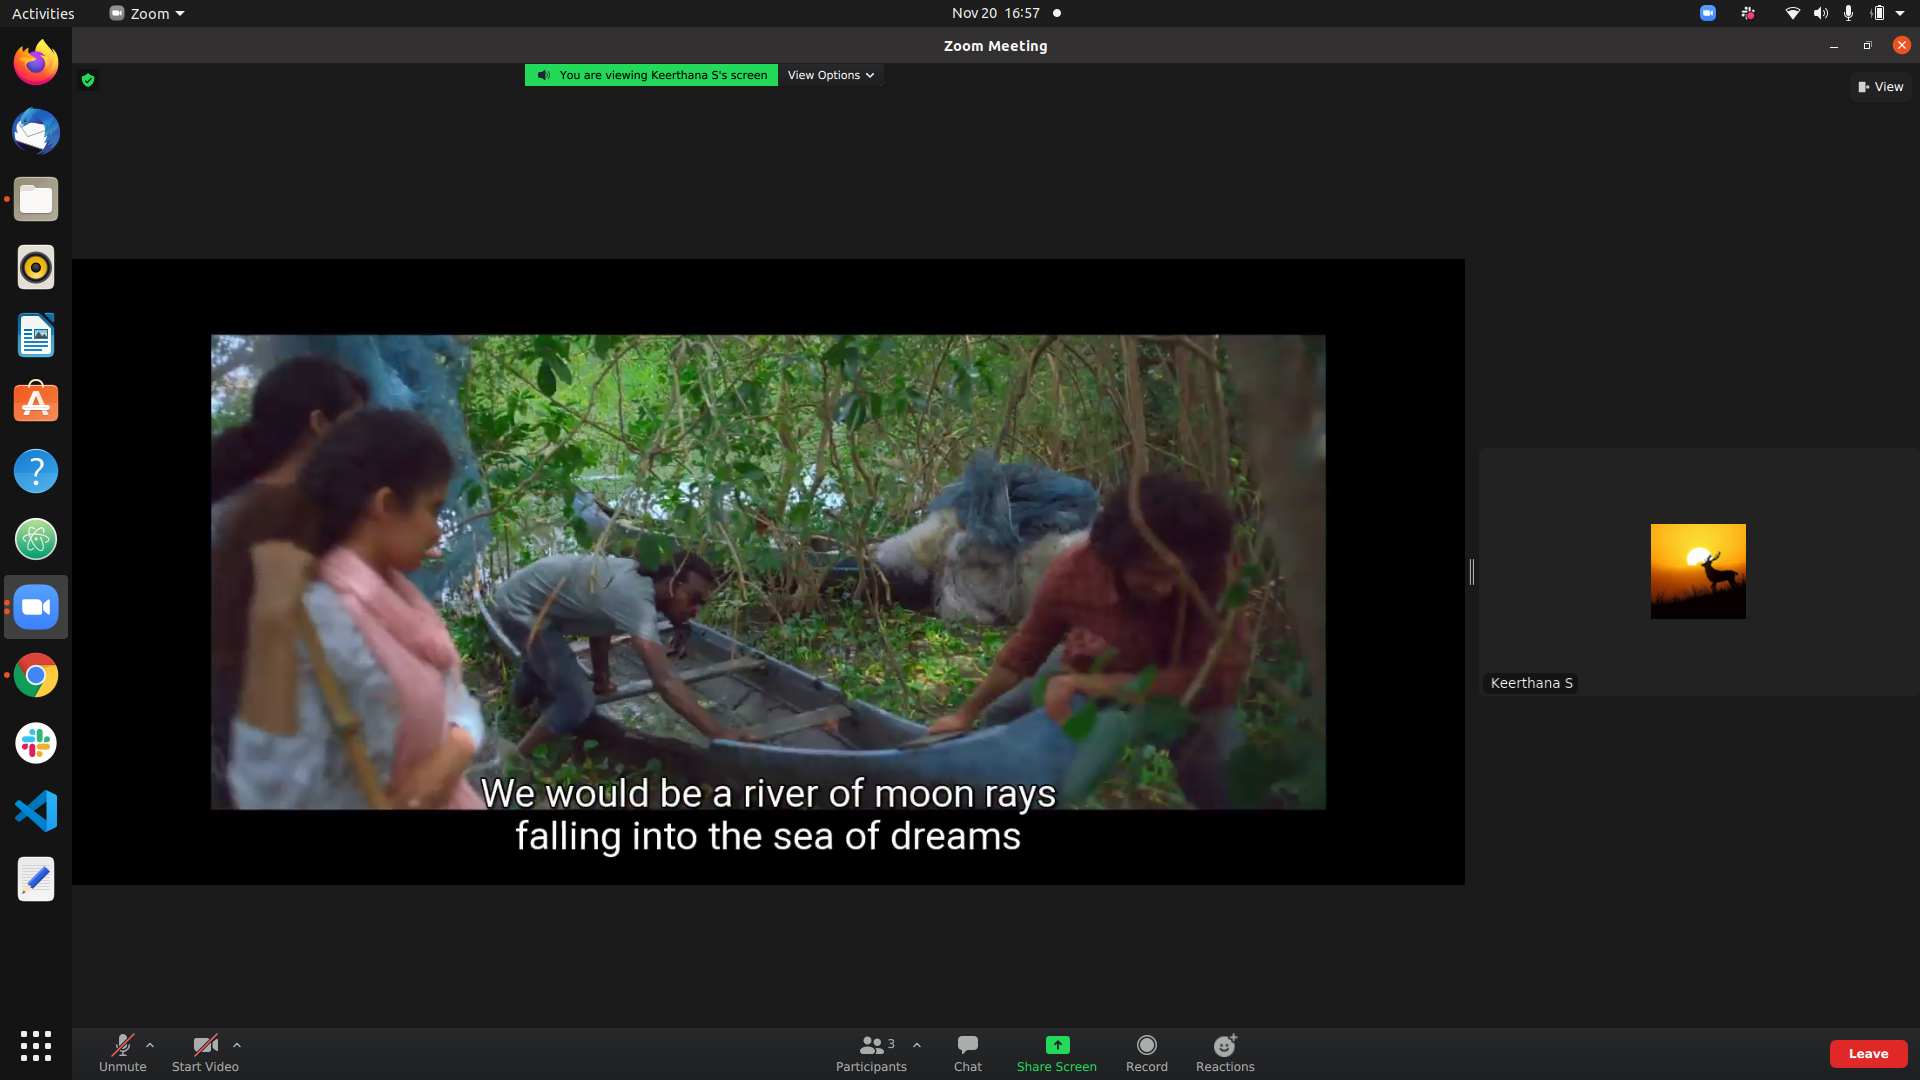 Activities
Zoom
Nov 20 16:57
Zoom Meeting
You are viewing Keerthana S's screen
View Options
View
We would be a river of moon rays
falling into the sea of dreams
Keerthana S
Unmute
Start Video
3
Participants
Chat
Share Screen
Record
Reactions
Leave